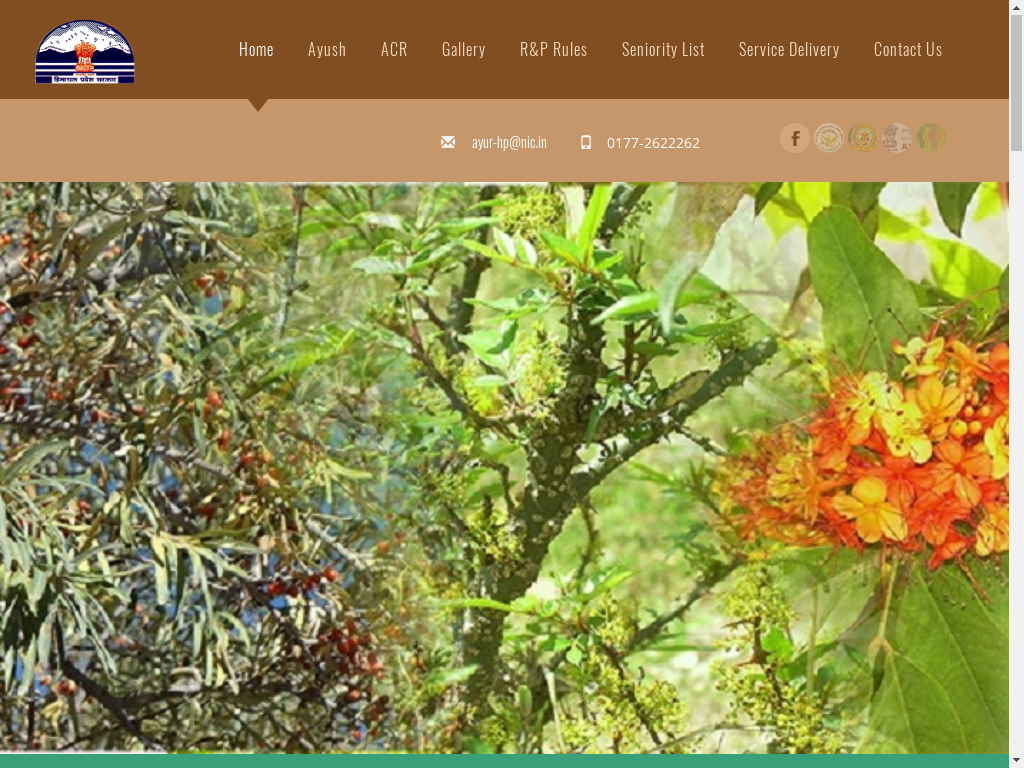 हिमाचल प्रदेश सरकार
Home
Ayush
ACR
Gallery
R&P Rules
Seniority List
Service Delivery
Contact Us
ayur-hp@nic.in
0177-2622262
f